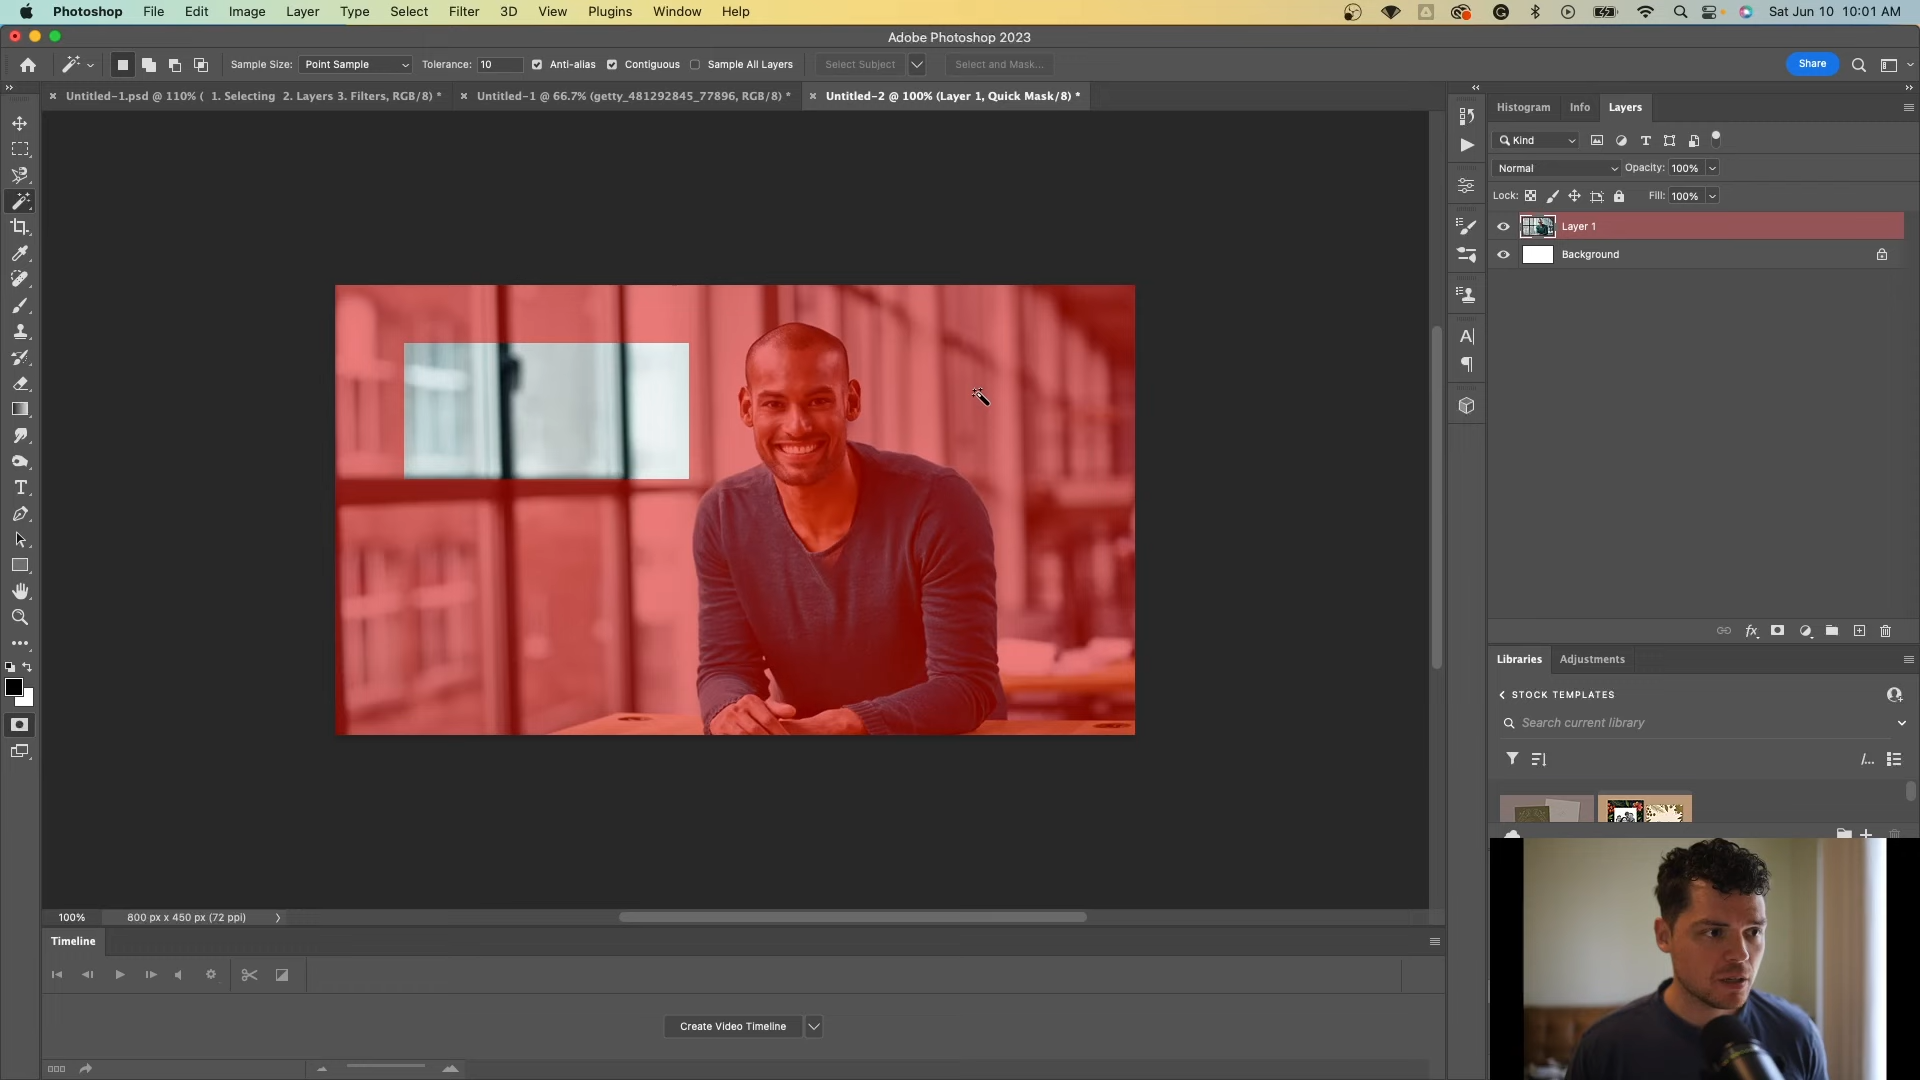 Photoshop File Edit Image Layer Type Select Filter 3D View Plugins Window Help Sat Jun 10 10:01 AM
Adobe Photoshop 2023
Sample Size: Point Sample Tolerance: 10 Anti-alias Contiguous Sample All Layers Select Subject Select and Mask... Share
Untitled-1.psd @ 110% ( 1. Selecting 2. Layers 3. Filters, RGB/8) * Untitled-1 @ 66.7% (getty_481292845_77896, RGB/8) * Untitled-2 @ 100% (Layer 1, Quick Mask/8) *
Histogram Info Layers
Kind
Normal Opacity: 100%
Lock: Fill: 100%
Layer 1
Background
Libraries Adjustments
STOCK TEMPLATES
Search current library
100% 800 px x 450 px (72 ppi)
Timeline
Create Video Timeline